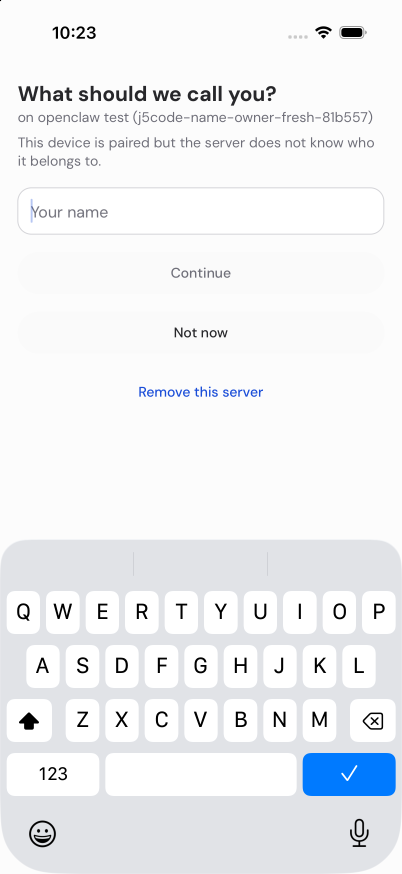 10:23
What should we call you?
on openclaw test (j5code-name-owner-fresh-81b557)
This device is paired but the server does not know who
it belongs to.
Your name
Continue
Not now
Remove this server
Q W E R T Y U I O P
A S D F G H J K L
Z X C V B N M
123